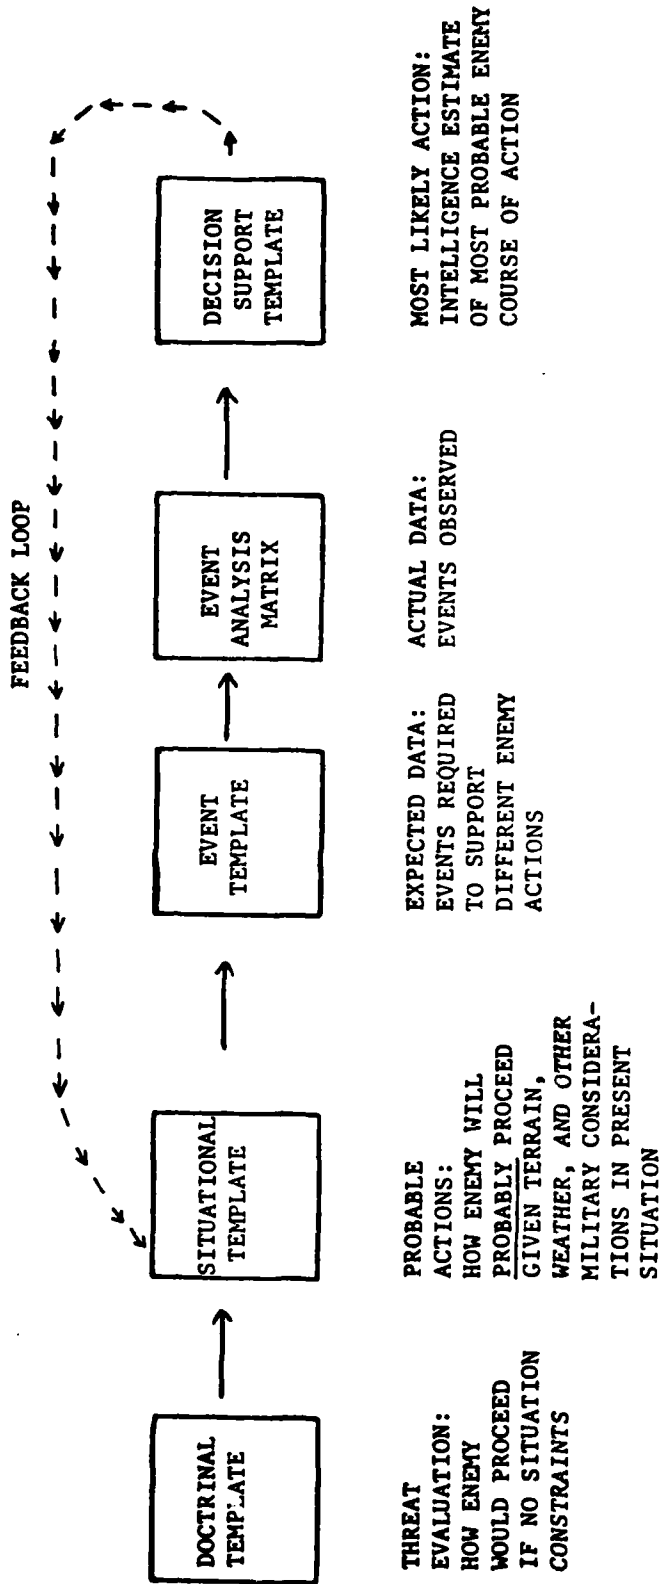 FEEDBACK LOOP
DOCTRINAL
TEMPLATE
SITUATIONAL
TEMPLATE
EVENT
TEMPLATE
EVENT
ANALYSIS
MATRIX
DECISION
SUPPORT
TEMPLATE
THREAT
EVALUATION:
HOW ENEMY
WOULD PROCEED
IF NO SITUATION
CONSTRAINTS
PROBABLE
ACTIONS:
HOW ENEMY WILL
PROBABLY PROCEED
GIVEN TERRAIN,
WEATHER, AND OTHER
MILITARY CONSIDERA-
TIONS IN PRESENT
SITUATION
EXPECTED DATA:
EVENTS REQUIRED
TO SUPPORT
DIFFERENT ENEMY
ACTIONS
ACTUAL DATA:
EVENTS OBSERVED
MOST LIKELY ACTION:
INTELLIGENCE ESTIMATE
OF MOST PROBABLE ENEMY
COURSE OF ACTION